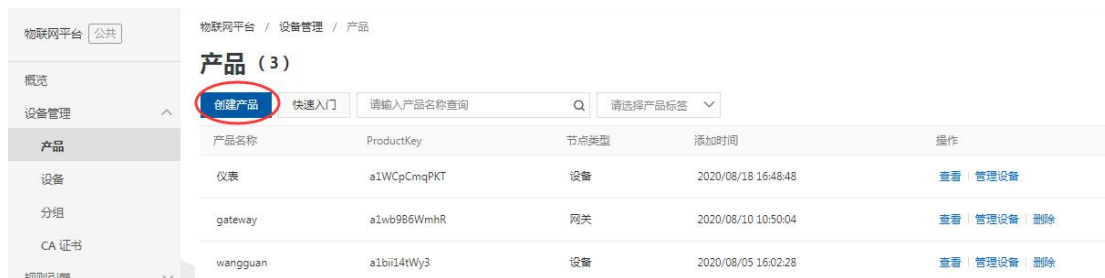 物联网平台 公共
物联网平台 / 设备管理 / 产品
产品（3）
概览
创建产品 快速入门 请输入产品名称查询 请选择产品标签
设备管理
产品名称 ProductKey 节点类型 添加时间 操作
产品
仪表 a1WCpCmqPKT 设备 2020/08/18 16:48:48 查看 管理设备
设备
分组
gateway a1wb9B6WmhR 网关 2020/08/10 10:50:04 查看 管理设备 删除
CA 证书
wangguan a1bii14tWy3 设备 2020/08/05 16:02:28 查看 管理设备 删除
规则引擎